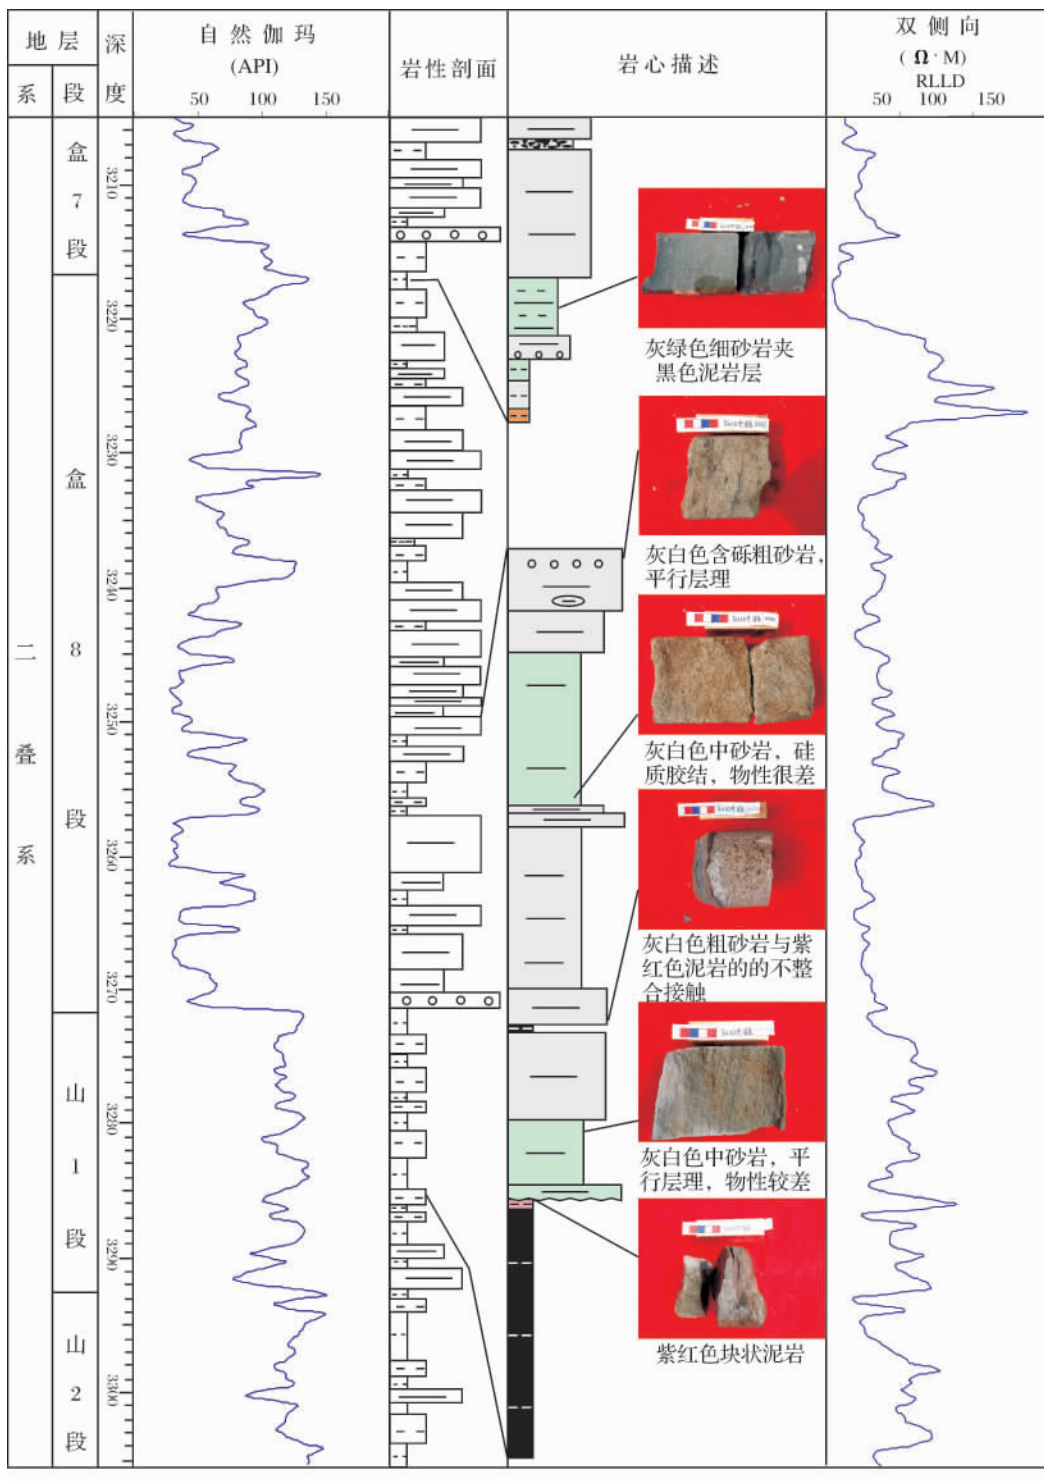 地层
系
段
深度
自然伽玛
(API)
50 100 150
岩性剖面
岩心描述
双侧向
(Ω·M)
RLLD
50 100 150
二叠系
盒7段
盒8段
山1段
山2段
3210
3220
3230
3240
3250
3260
3270
3280
3290
3300
灰绿色细砂岩夹
黑色泥岩层
灰白色含砾粗砂岩，
平行层理
灰白色中砂岩，硅
质胶结，物性很差
灰白色粗砂岩与紫
红色泥岩的的不整
合接触
灰白色中砂岩，平
行层理，物性较差
紫红色块状泥岩